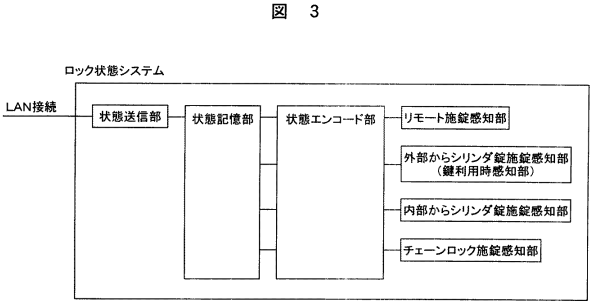 図 3
ロック状態システム
LAN接続
状態送信部
状態記憶部
状態エンコード部
リモート施錠感知部
外部からシリンダ錠施錠感知部
(鍵利用時感知部)
内部からシリンダ錠施錠感知部
チェーンロック施錠感知部